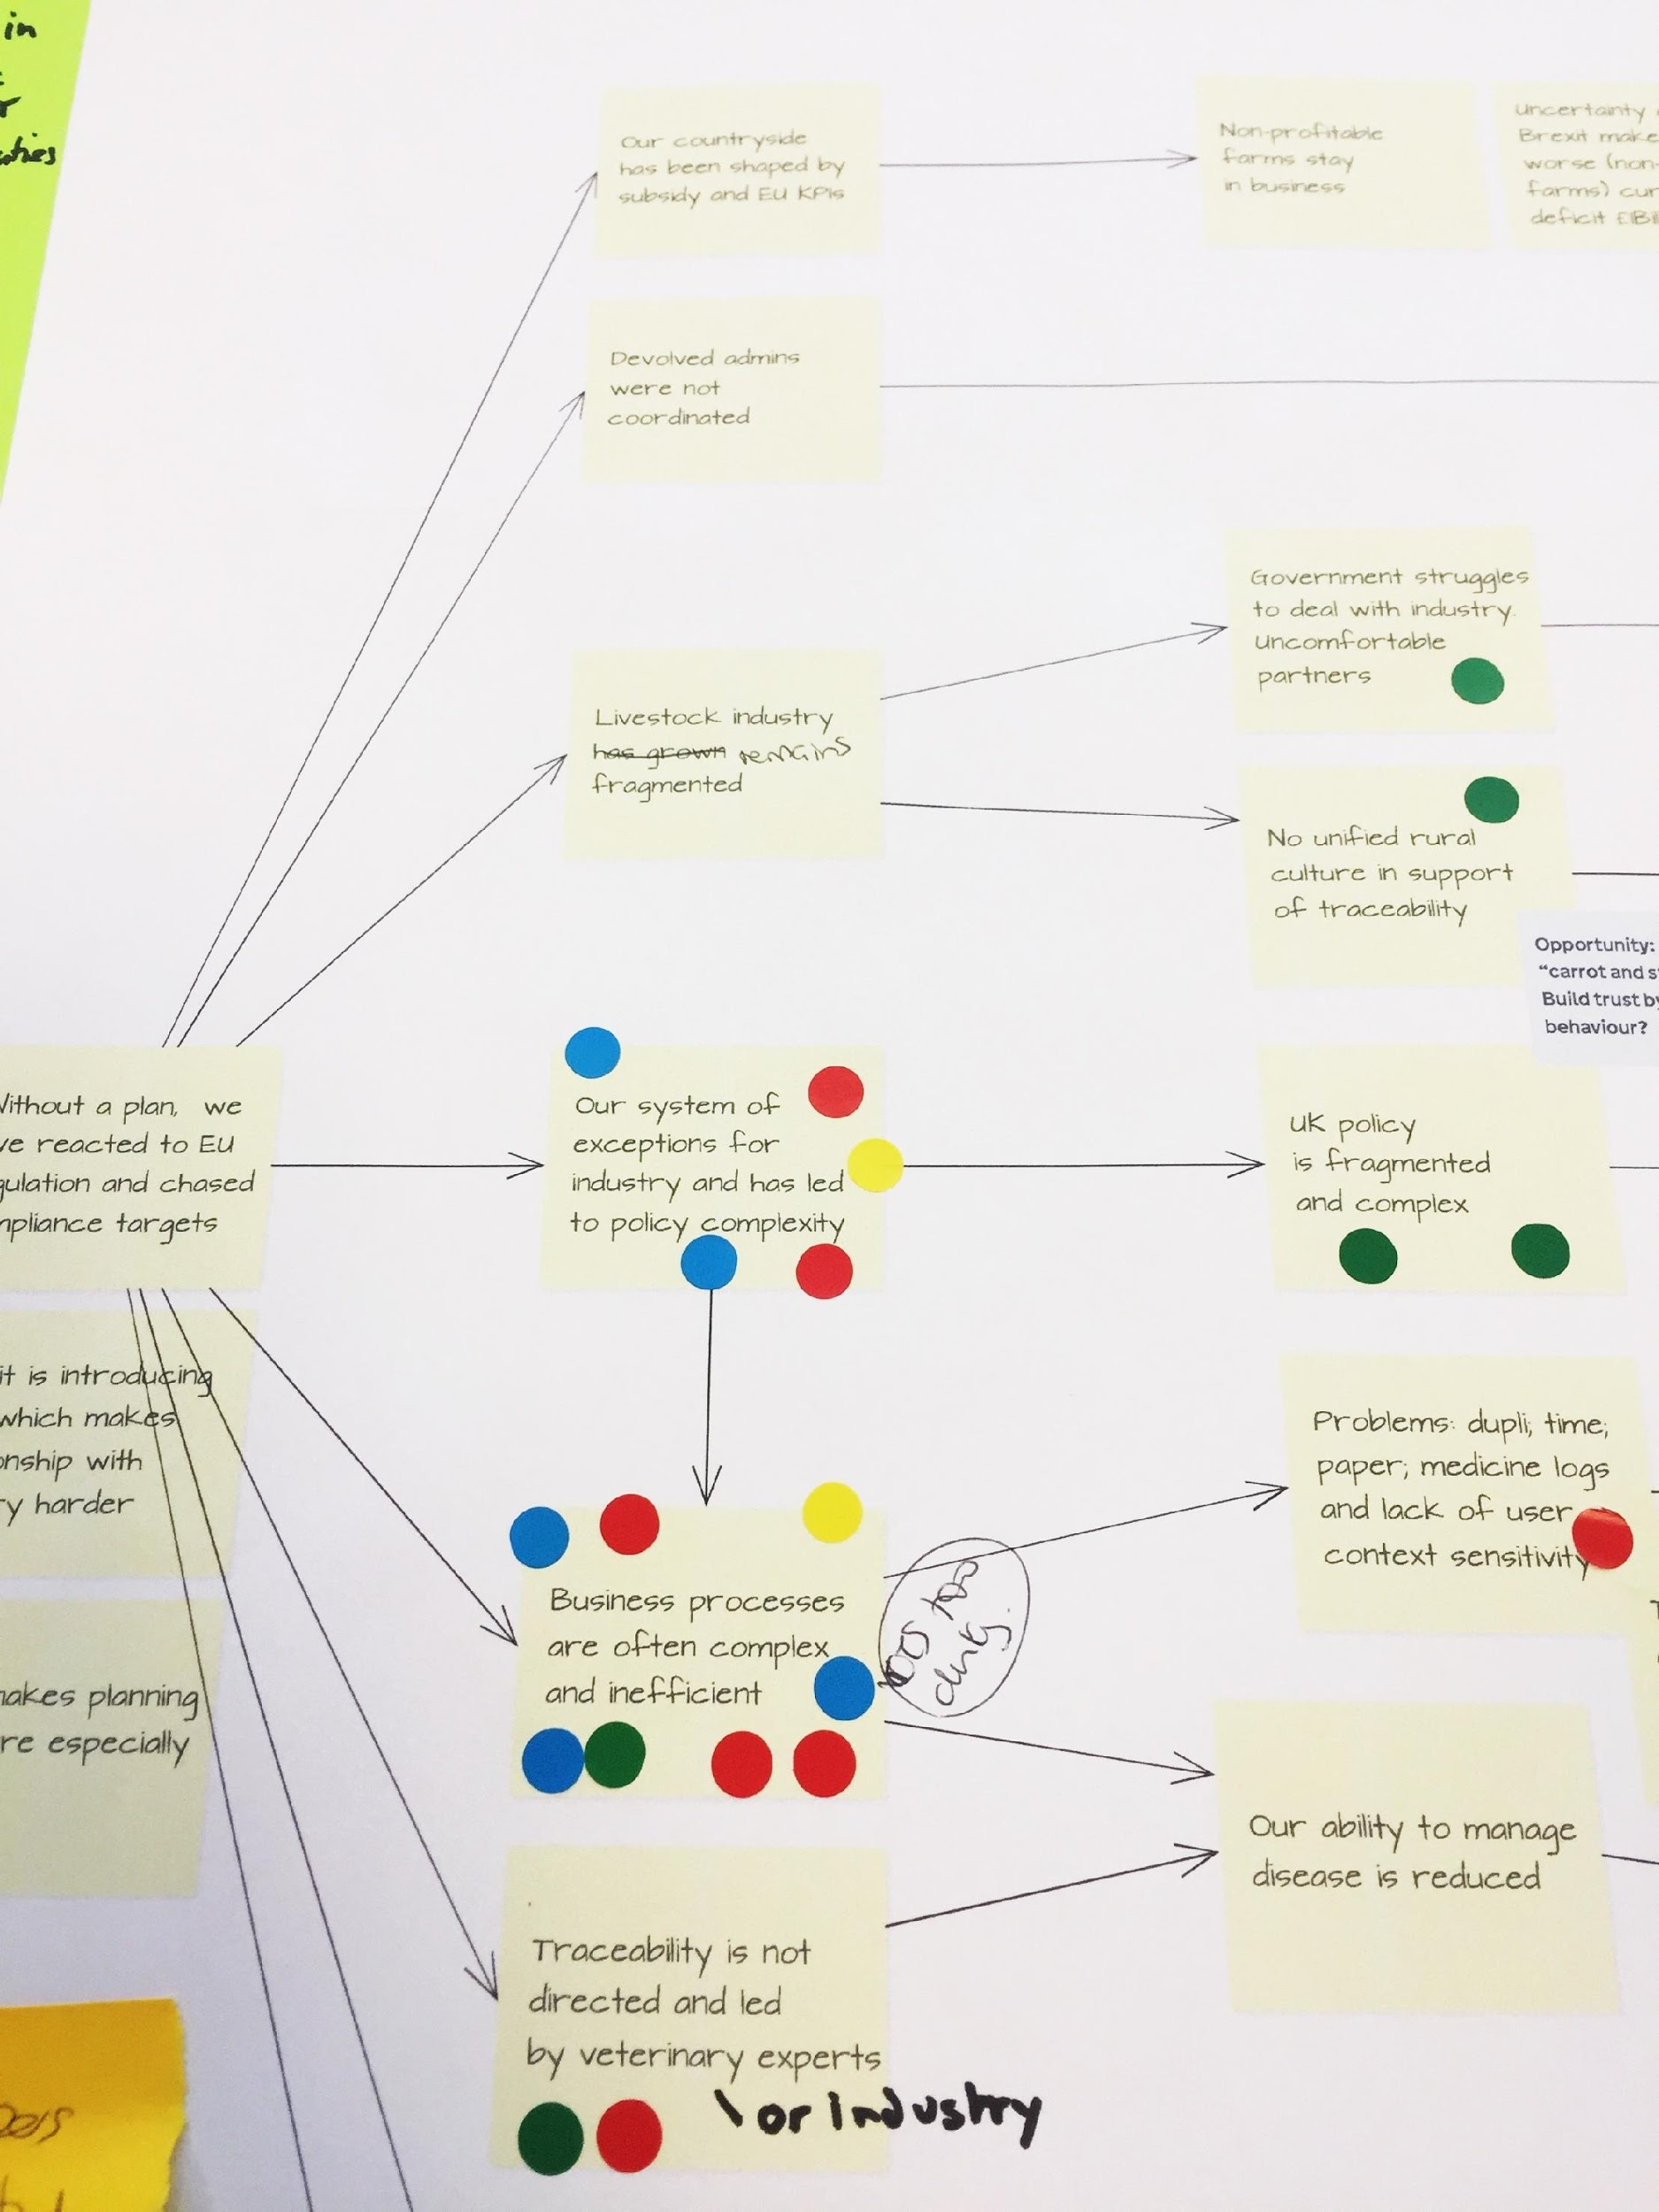 in
Our countryside
has been shaped by
subsidy and EU KPIs
Non-profitable
farms stay
in business
uncertainty
Brexit make
worse (non-
farms) cur
deficit
Devolved admins
were not
coordinated
Livestock industry
has grown remains
fragmented
Government struggles
to deal with industry.
uncomfortable
partners
No unified rural
culture in support
of traceability
Opportunity:
"carrot and s
Build trust by
behaviour?
Without a plan, we
ve reacted to EU
gulation and chased
mpliance targets
Our system of
exceptions for
industry and has led
to policy complexity
UK policy
is fragmented
and complex
it is introducing
which makes
onship with
ry harder
Business processes
are often complex
and inefficient
Problems: dupli; time;
paper; medicine logs
and lack of user
context sensitivity
makes planning
re especially
Traceability is not
directed and led
by veterinary experts
\ or Industry
Our ability to manage
disease is reduced